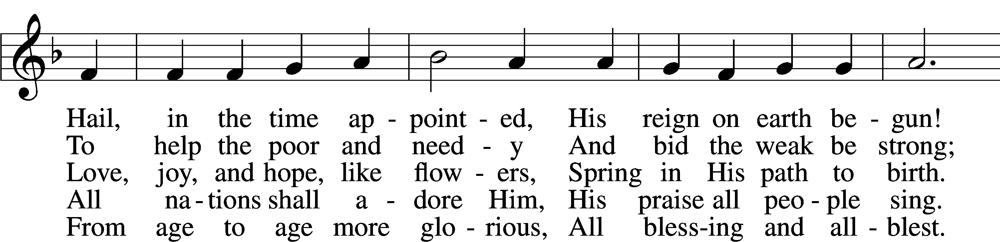 Hail, in the time ap - point - ed, His reign on earth be - gun!
To help the poor and need - y And bid the weak be strong;
Love, joy, and hope, like flow - ers, Spring in His path to birth.
All na - tions shall a - dore Him, His praise all peo - ple sing.
From age to age more glo - rious, All bless-ing and all - blest.